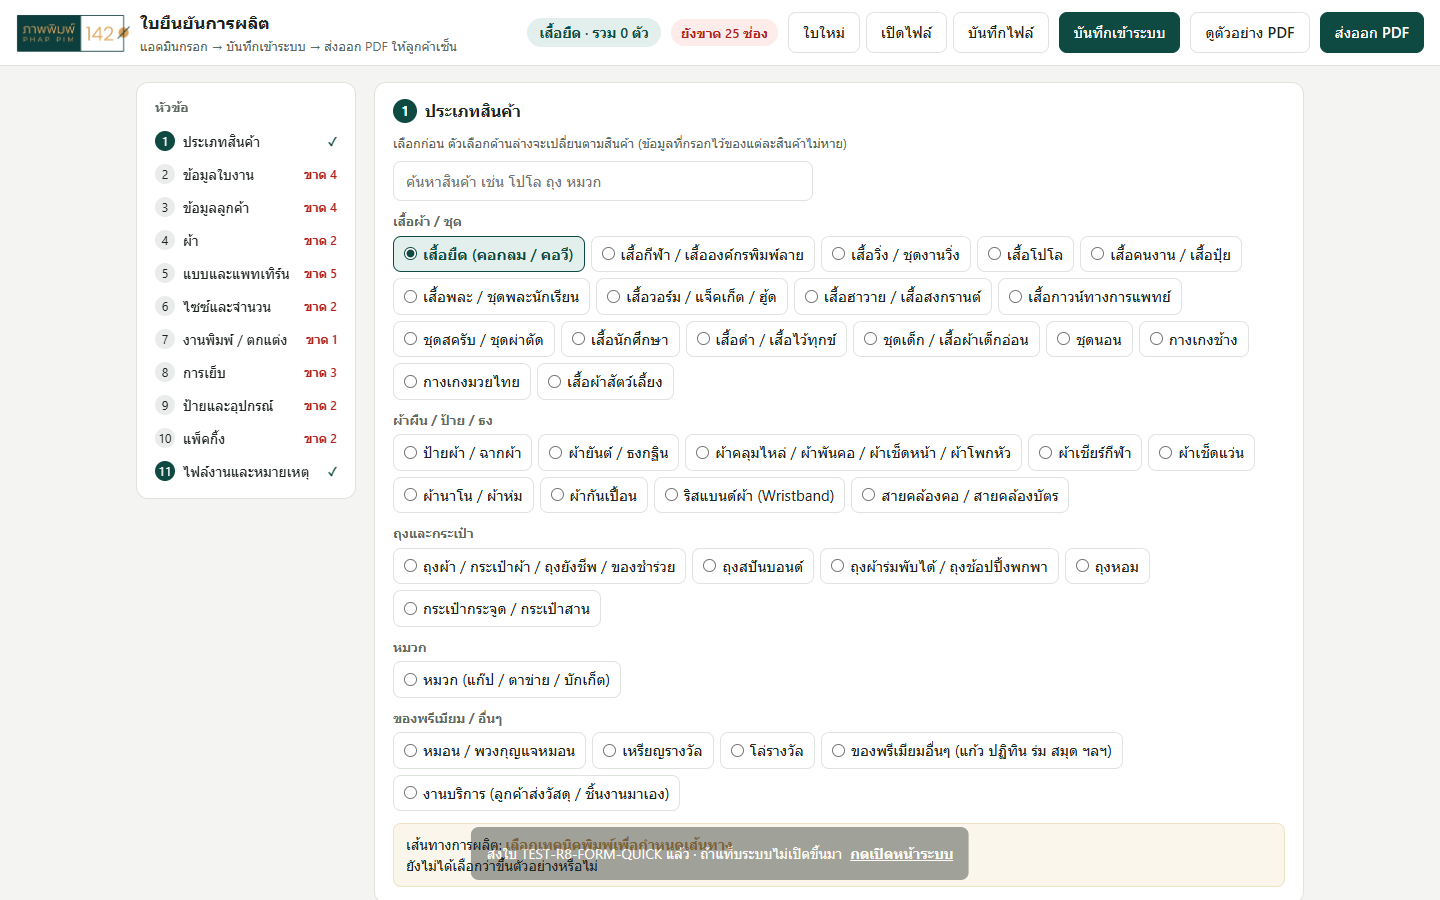 ภาพพิมพ์
PHAP PIM
142
ใบยืนยันการผลิต
แอดมินกรอก → บันทึกเข้าระบบ → ส่งออก PDF ให้ลูกค้าเซ็น
เสื้อยืด · รวม 0 ตัว
ยังขาด 25 ช่อง
ใบใหม่
เปิดไฟล์
บันทึกไฟล์
บันทึกเข้าระบบ
ดูตัวอย่าง PDF
ส่งออก PDF
หัวข้อ
1 ประเภทสินค้า ✓
2 ข้อมูลใบงาน ขาด 4
3 ข้อมูลลูกค้า ขาด 4
4 ผ้า ขาด 2
5 แบบและแพทเทิร์น ขาด 5
6 ไซซ์และจำนวน ขาด 2
7 งานพิมพ์ / ตกแต่ง ขาด 1
8 การเย็บ ขาด 3
9 ป้ายและอุปกรณ์ ขาด 2
10 แพ็คกิ้ง ขาด 2
11 ไฟล์งานและหมายเหตุ ✓
1 ประเภทสินค้า
เลือกก่อน ตัวเลือกด้านล่างจะเปลี่ยนตามสินค้า (ข้อมูลที่กรอกไว้ของแต่ละสินค้าไม่หาย)
ค้นหาสินค้า เช่น โปโล ถุง หมวก
เสื้อผ้า / ชุด
เสื้อยืด (คอกลม / คอวี) เสื้อกีฬา / เสื้อองค์กรพิมพ์ลาย เสื้อวิ่ง / ชุดงานวิ่ง เสื้อโปโล เสื้อคนงาน / เสื้อปุ้ย
เสื้อพละ / ชุดพละนักเรียน เสื้อวอร์ม / แจ็คเก็ต / ฮู้ด เสื้อฮาวาย / เสื้อสงกรานต์ เสื้อกาวน์ทางการแพทย์
ชุดสครับ / ชุดผ่าตัด เสื้อนักศึกษา เสื้อดำ / เสื้อไว้ทุกข์ ชุดเด็ก / เสื้อผ้าเด็กอ่อน ชุดนอน กางเกงช้าง
กางเกงมวยไทย เสื้อผ้าสัตว์เลี้ยง
ผ้าผืน / ป้าย / ธง
ป้ายผ้า / ฉากผ้า ผ้ายันต์ / ธงกฐิน ผ้าคลุมไหล่ / ผ้าพันคอ / ผ้าเช็ดหน้า / ผ้าโพกหัว ผ้าเชียร์กีฬา ผ้าเช็ดแว่น
ผ้านาโน / ผ้าห่ม ผ้ากันเปื้อน ริสแบนด์ผ้า (Wristband) สายคล้องคอ / สายคล้องบัตร
ถุงและกระเป๋า
ถุงผ้า / กระเป๋าผ้า / ถุงยังชีพ / ของชำร่วย ถุงสปันบอนด์ ถุงผ้าร่มพับได้ / ถุงช้อปปิ้งพกพา ถุงหอม
กระเป๋ากระจูด / กระเป๋าสาน
หมวก
หมวก (แก๊ป / ตาข่าย / บักเก็ต)
ของพรีเมียม / อื่นๆ
หมอน / พวงกุญแจหมอน เหรียญรางวัล โล่รางวัล ของพรีเมียมอื่นๆ (แก้ว ปฏิทิน ร่ม สมุด ฯลฯ)
งานบริการ (ลูกค้าส่งวัสดุ / ชิ้นงานมาเอง)
เส้นทางการผลิต: เลือกเทคนิคพิมพ์เพื่อกำหนดเส้นทาง
ยังไม่ได้เลือกว่าขึ้นตัวอย่างหรือไม่
ส่งใบ TEST-R8-FORM-QUICK แล้ว · ถ้าแท็บระบบไม่เปิดขึ้นมา กดเปิดหน้าระบบ